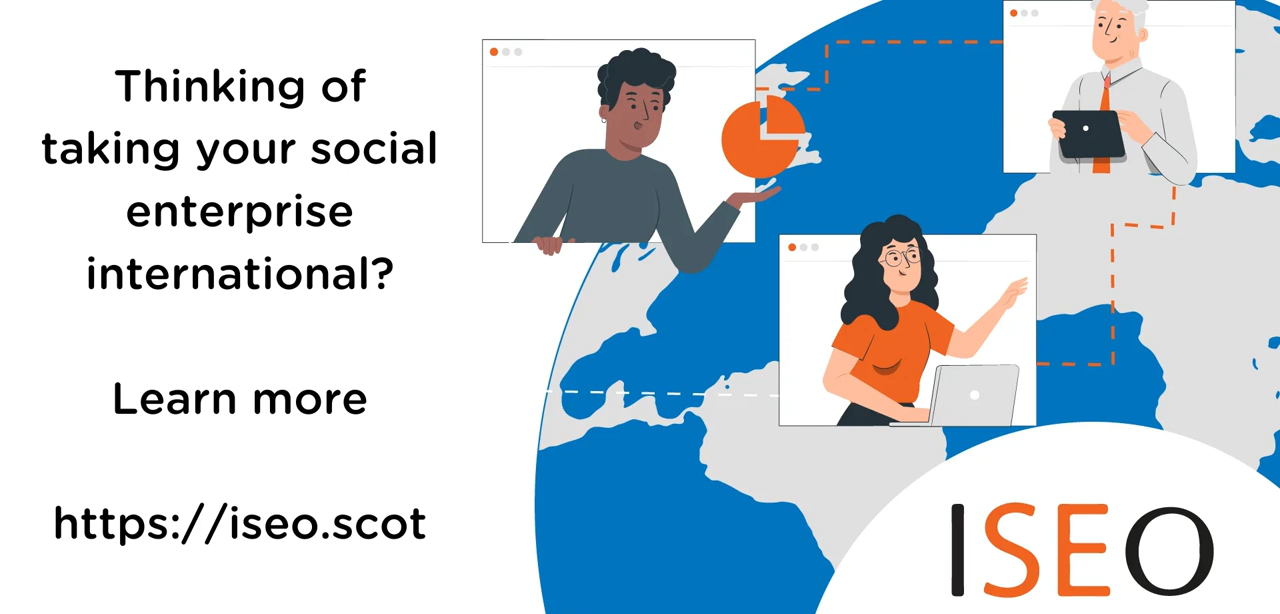 Thinking of
taking your social
enterprise
international?
Learn more
https://iseo.scot
ISEO